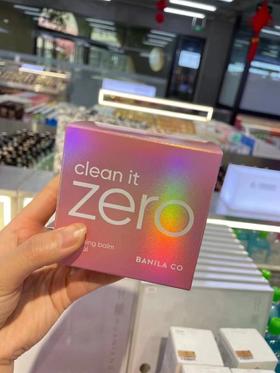 clean it
zero
balm
BANILA CO